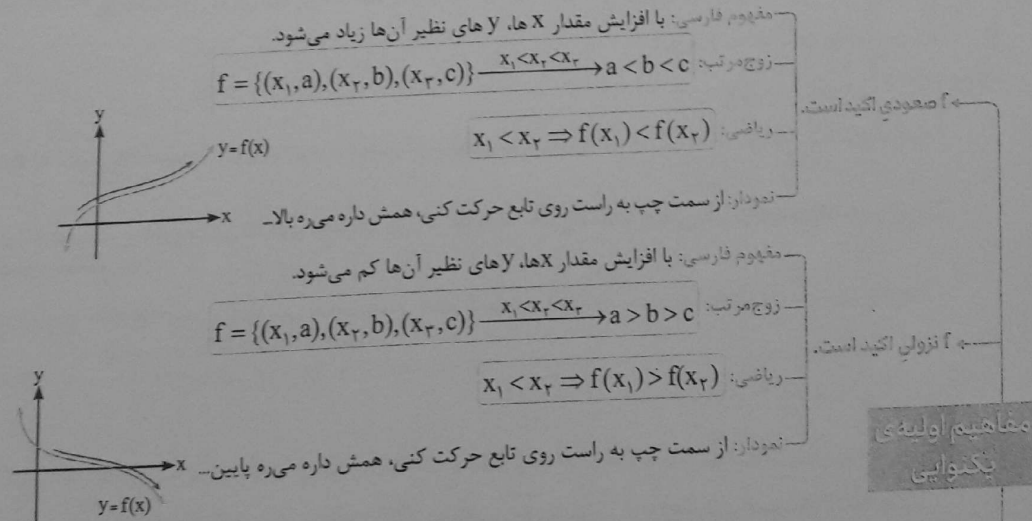 مفاهیم اولیه‌ی
یکنوایی
f صعودی اکید است.
مفهوم فارسی: با افزایش مقدار x ها، y های نظیر آن‌ها زیاد می‌شود.
زوج مرتب: f = {(x₁,a),(x₂,b),(x₃,c)} x₁<x₂<x₃→ a < b < c
ریاضی: x₁ < x₂ ⇒ f(x₁) < f(x₂)
نمودار: از سمت چپ به راست روی تابع حرکت کنی، همش داره می‌ره بالا...
y
y=f(x)
x
f نزولی اکید است.
مفهوم فارسی: با افزایش مقدار xها، yهای نظیر آن‌ها کم می‌شود.
زوج مرتب: f = {(x₁,a),(x₂,b),(x₃,c)} x₁<x₂<x₃→ a > b > c
ریاضی: x₁ < x₂ ⇒ f(x₁) > f(x₂)
نمودار: از سمت چپ به راست روی تابع حرکت کنی، همش داره می‌ره پایین...
y
x
y=f(x)